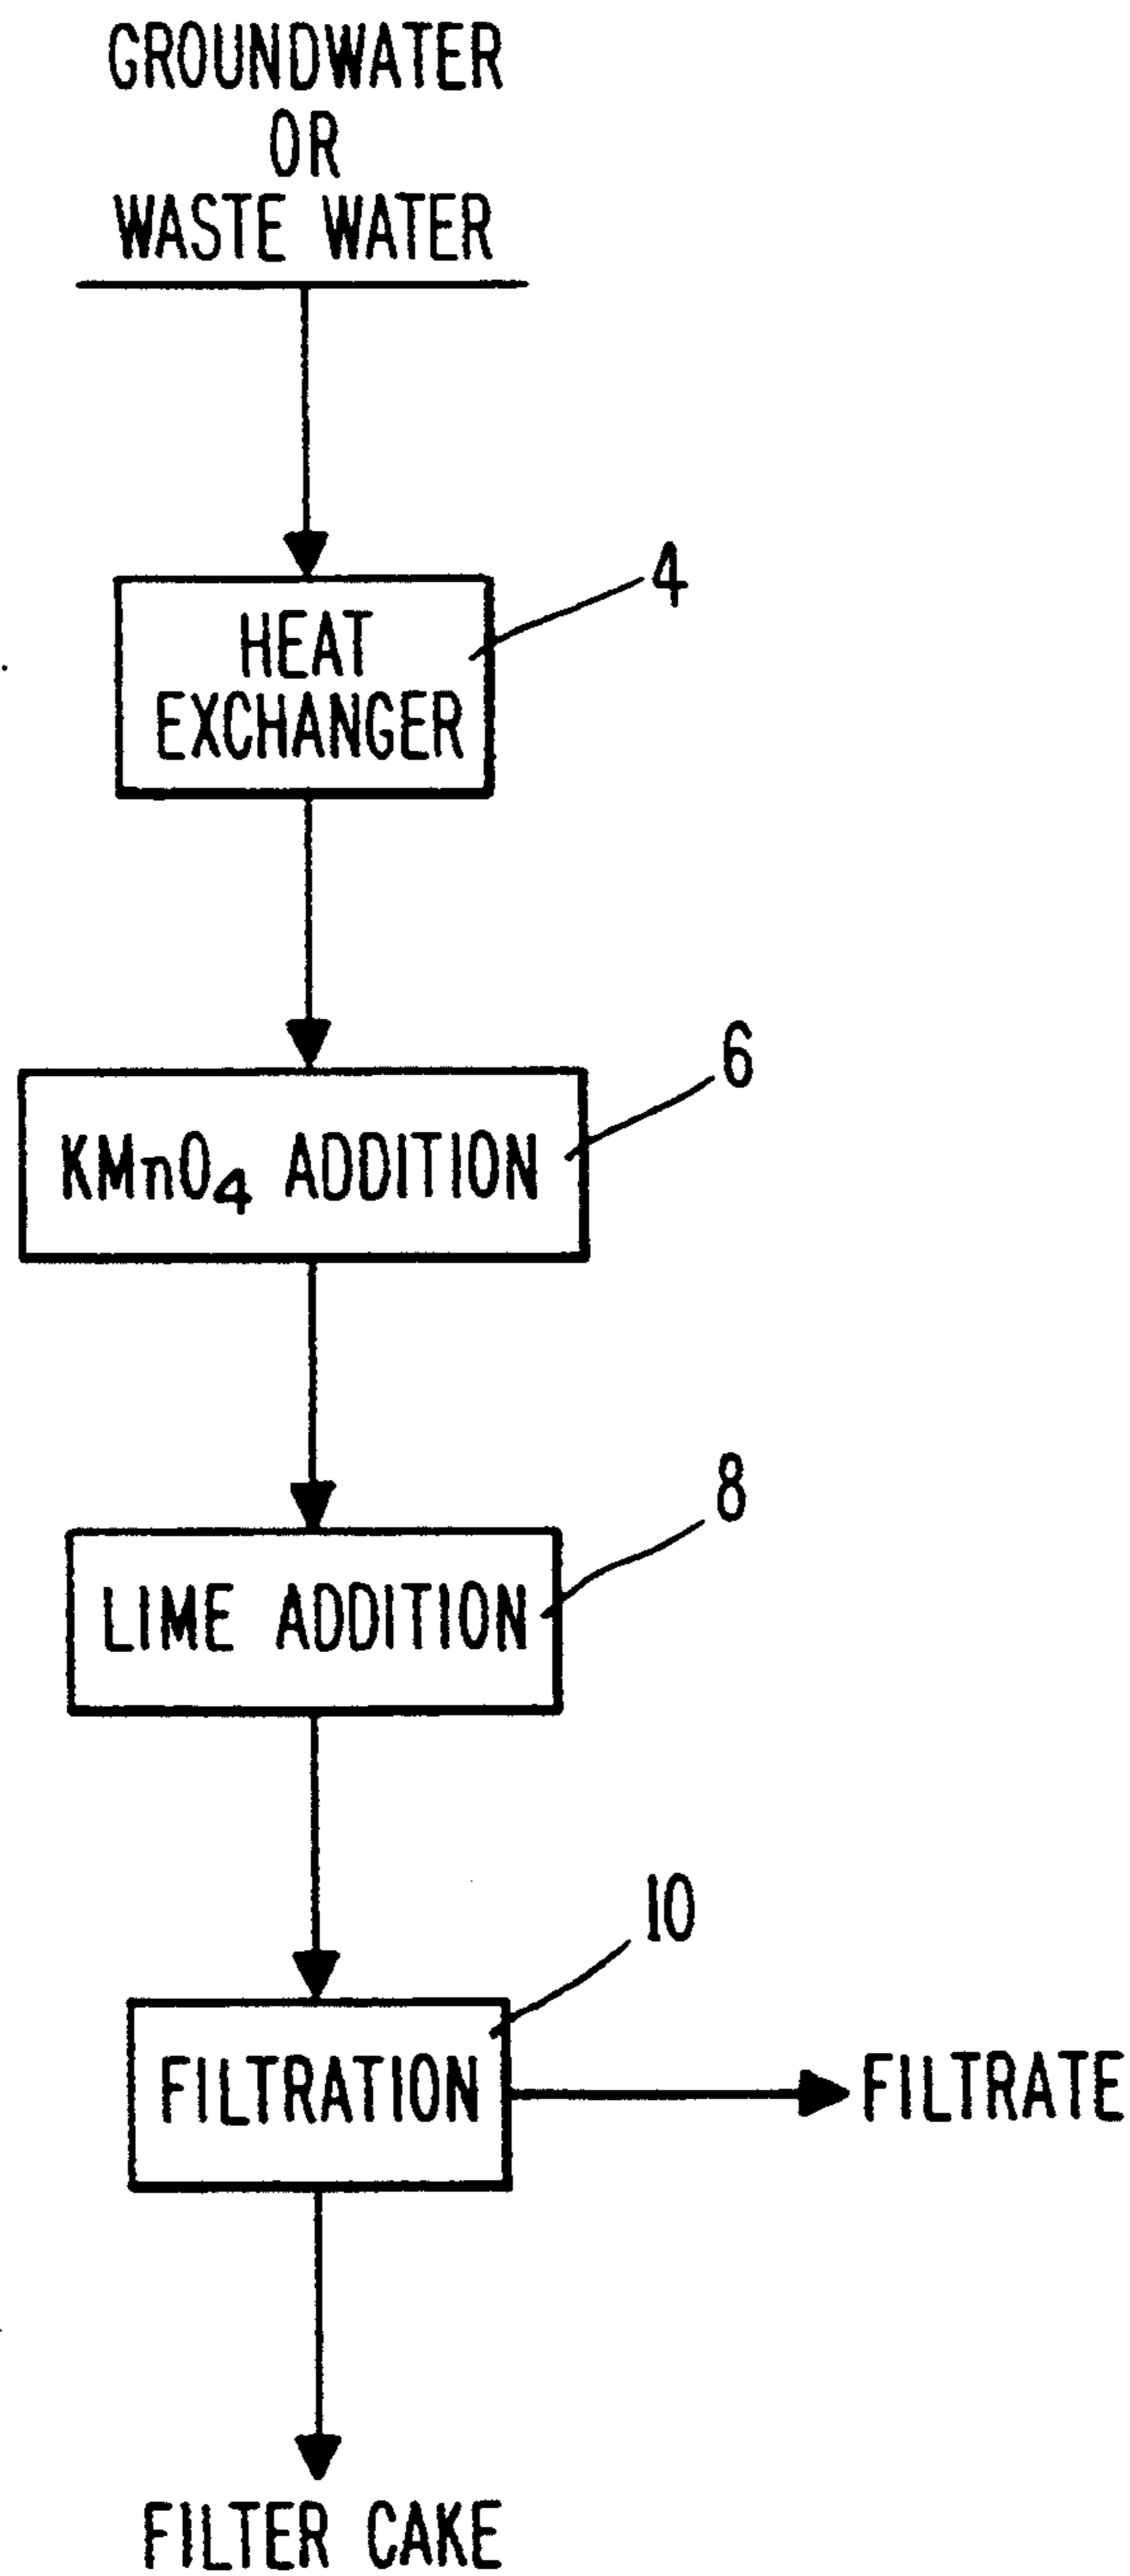 GROUNDWATER
OR
WASTE WATER
4
HEAT
EXCHANGER
6
KMnO₄ ADDITION
8
LIME ADDITION
10
FILTRATION
FILTRATE
FILTER CAKE